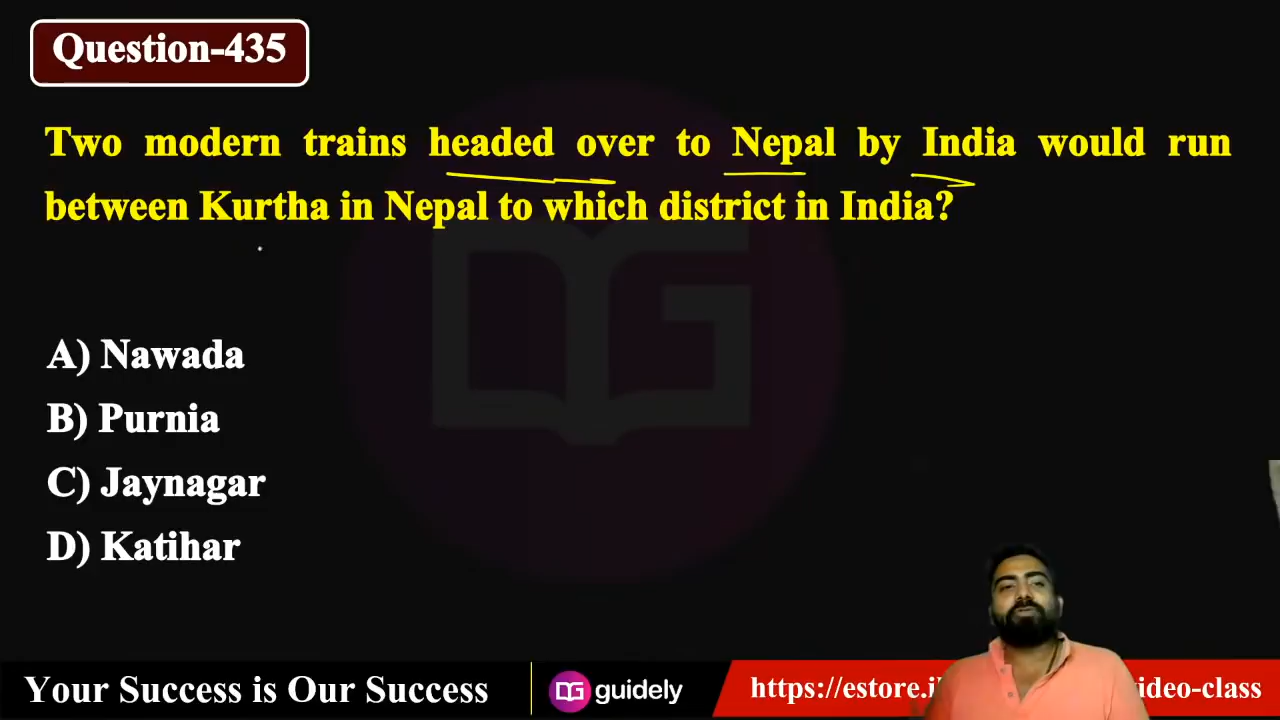 Question-435
Two modern trains headed over to Nepal by India would run
between Kurtha in Nepal to which district in India?
A) Nawada
B) Purnia
C) Jaynagar
D) Katihar
Your Success is Our Success
DG guidely
https://estore.i
ideo-class